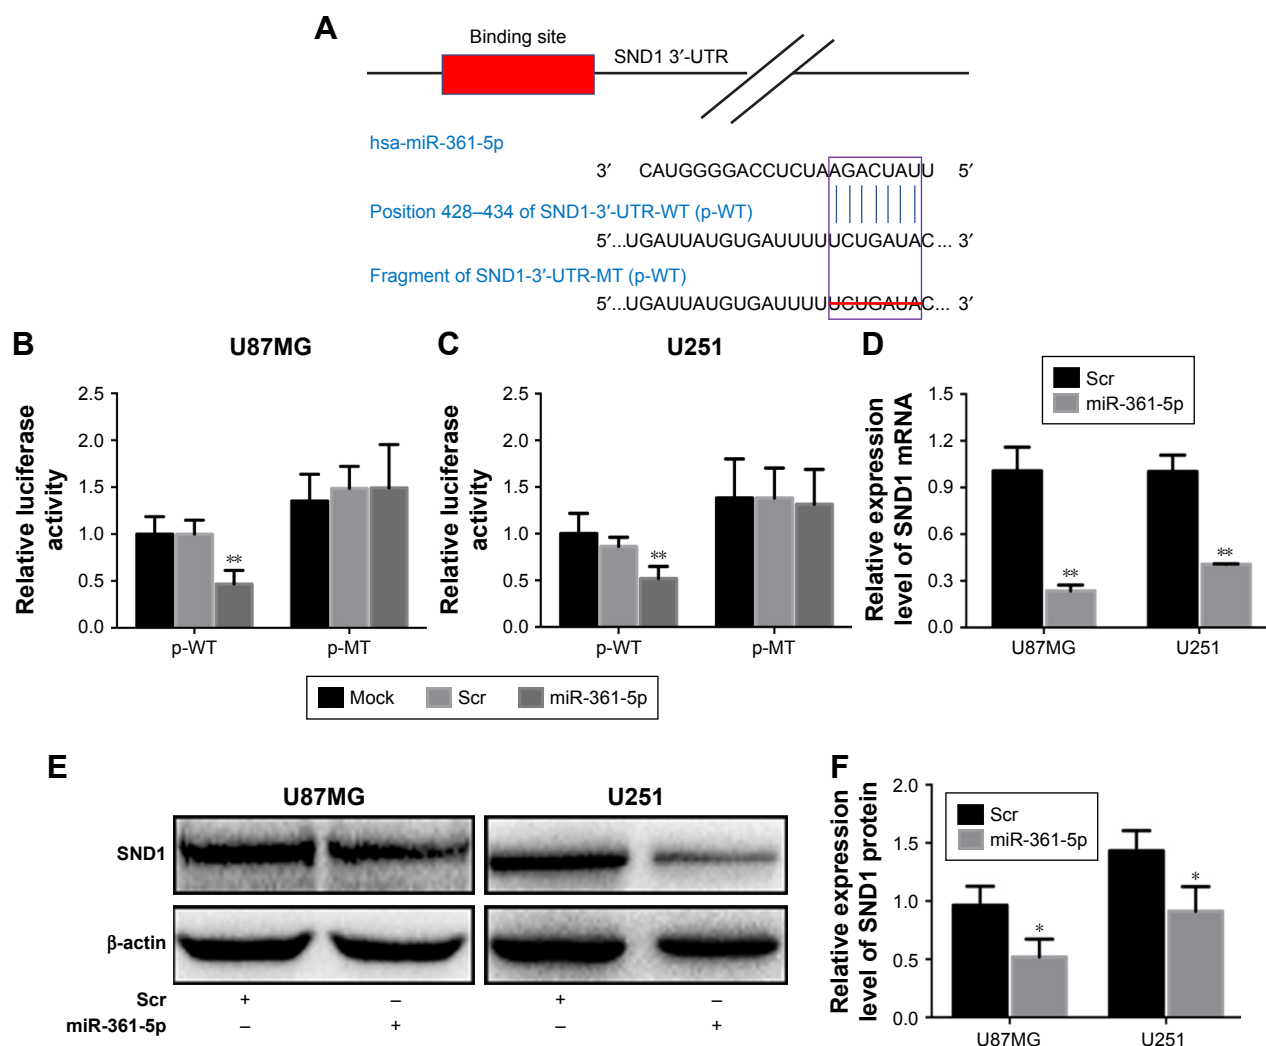 A
Binding site
SND1 3′-UTR
hsa-miR-361-5p
3′ CAUGGGGACCUCUAAGACUAUU 5′
Position 428–434 of SND1-3′-UTR-WT (p-WT)
5′...UGAUUAUGUGAUUUUUCUGAUAC... 3′
Fragment of SND1-3′-UTR-MT (p-WT)
5′...UGAUUAUGUGAUUUUUCUGAUAC... 3′
B
U87MG
Relative luciferase
activity
2.5
2.0
1.5
1.0
0.5
0.0
**
p-WT
p-MT
C
U251
Relative luciferase
activity
2.5
2.0
1.5
1.0
0.5
0.0
**
p-WT
p-MT
Mock
Scr
miR-361-5p
D
Relative expression
level of SND1 mRNA
Scr
miR-361-5p
1.5
1.2
0.9
0.6
0.3
0.0
**
**
U87MG
U251
E
U87MG
U251
SND1
β-actin
Scr + – + –
miR-361-5p – + – +
F
Relative expression
level of SND1 protein
Scr
miR-361-5p
2.0
1.5
1.0
0.5
0.0
*
*
U87MG
U251